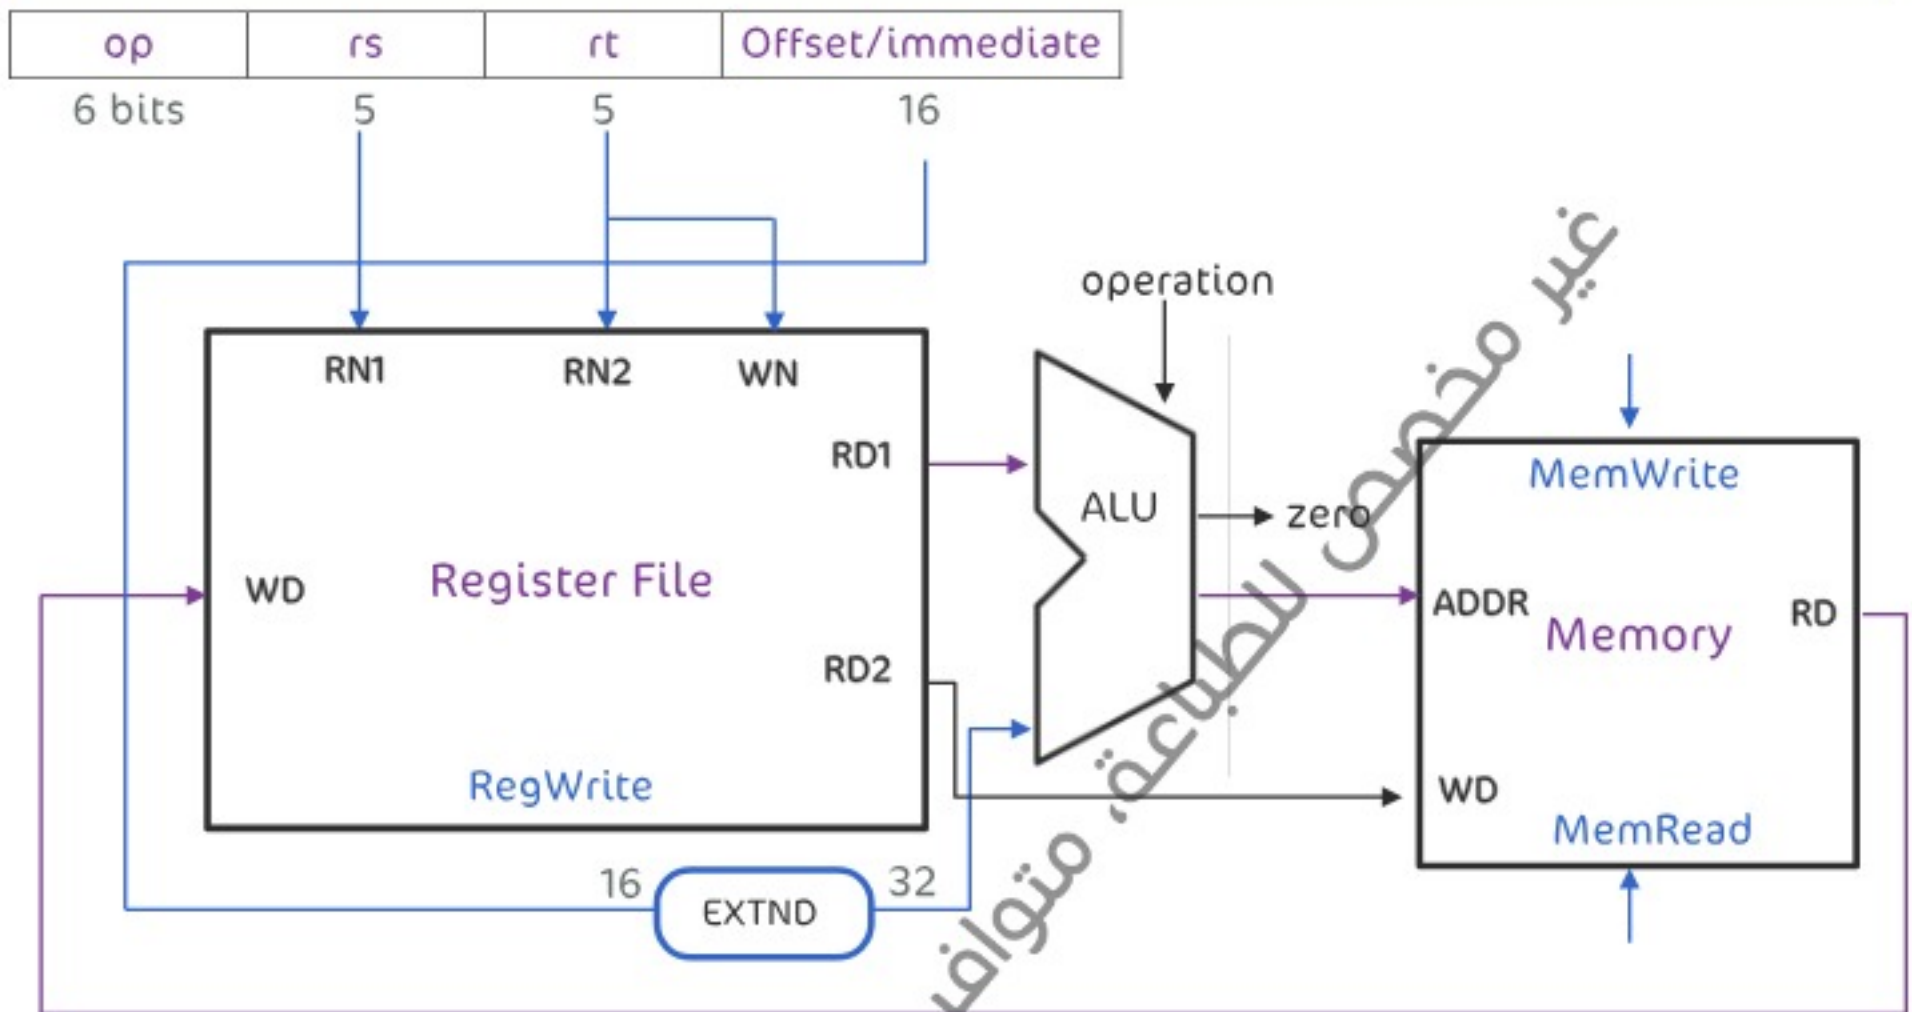 op rs rt Offset/immediate
6 bits 5 5 16
operation
RN1 RN2 WN
RD1
ALU
MemWrite
zero
WD Register File
ADDR Memory RD
RD2
RegWrite
WD
MemRead
16 EXTND 32
غير مخصص للطباعة، متوافر